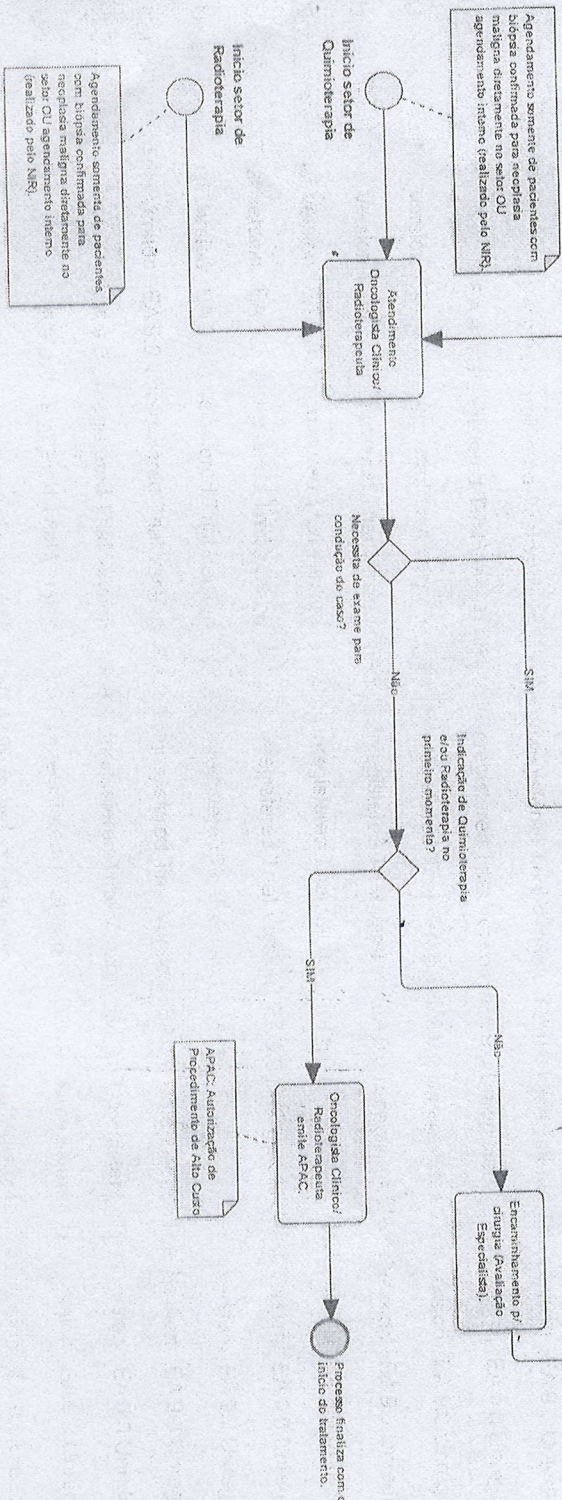 Agendamento somente de pacientes com
biópsia confirmada para neoplasia
maligna diretamente no setor OU
agendamento interno (realizado pelo NIR).
Início setor de
Quimioterapia
Início setor de
Radioterapia
Agendamento somente de pacientes
com biópsia confirmada para
neoplasia maligna diretamente no
setor OU agendamento interno
(realizado pelo NIR).
Atendimento
Oncologista Clínico/
Radioterapeuta
Necessita de exame para
condução do caso?
SIM
Não
Indicação de Quimioterapia
e/ou Radioterapia no
primeiro momento?
Não
SIM
Encaminhamento p/
cirurgia (Avaliação
Especialista).
Oncologista Clínico/
Radioterapeuta
emite APAC.
APAC: Autorização de
Procedimento de Alto Custo
Processo finaliza com o
início do tratamento.